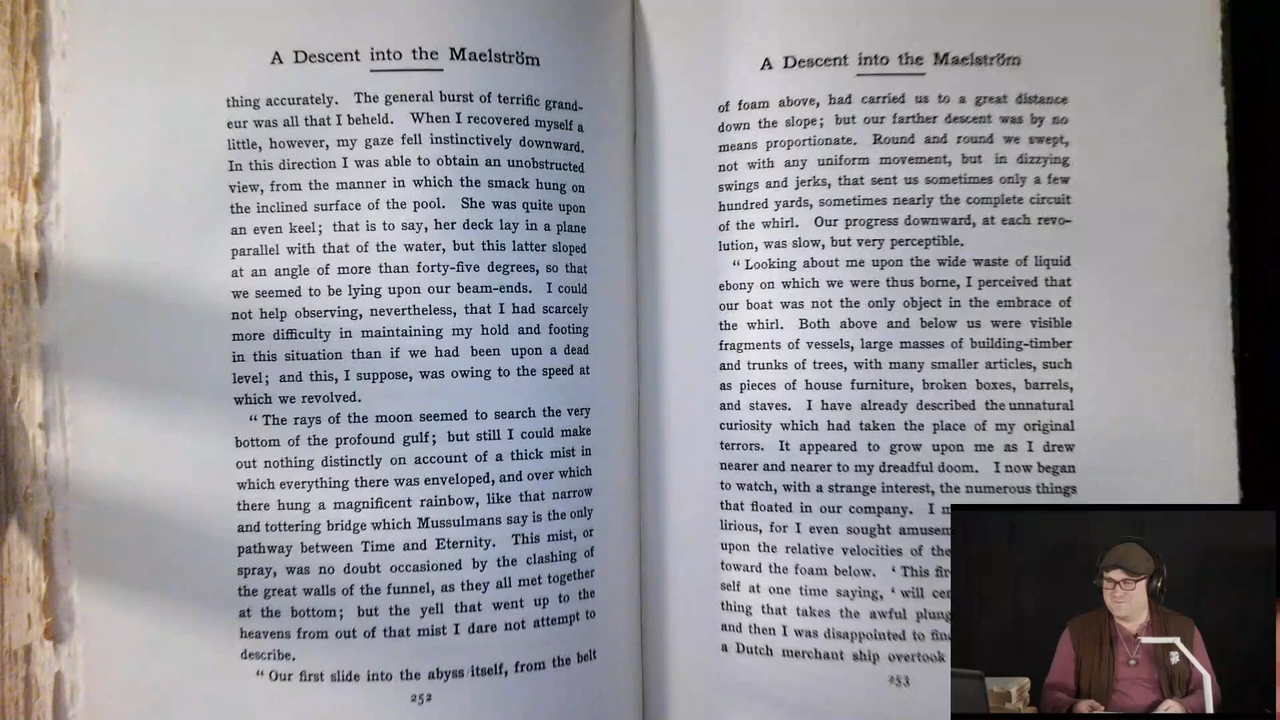 A Descent into the Maelström
thing accurately. The general burst of terrific grand-
eur was all that I beheld. When I recovered myself a
little, however, my gaze fell instinctively downward.
In this direction I was able to obtain an unobstructed
view, from the manner in which the smack hung on
the inclined surface of the pool. She was quite upon
an even keel; that is to say, her deck lay in a plane
parallel with that of the water, but this latter sloped
at an angle of more than forty-five degrees, so that
we seemed to be lying upon our beam-ends. I could
not help observing, nevertheless, that I had scarcely
more difficulty in maintaining my hold and footing
in this situation than if we had been upon a dead
level; and this, I suppose, was owing to the speed at
which we revolved.
“ The rays of the moon seemed to search the very
bottom of the profound gulf; but still I could make
out nothing distinctly on account of a thick mist in
which everything there was enveloped, and over which
there hung a magnificent rainbow, like that narrow
and tottering bridge which Mussulmans say is the only
pathway between Time and Eternity. This mist, or
spray, was no doubt occasioned by the clashing of
the great walls of the funnel, as they all met together
at the bottom; but the yell that went up to the
heavens from out of that mist I dare not attempt to
describe.
“ Our first slide into the abyss itself, from the belt
252
A Descent into the Maelström
of foam above, had carried us to a great distance
down the slope; but our farther descent was by no
means proportionate. Round and round we swept,
not with any uniform movement, but in dizzying
swings and jerks, that sent us sometimes only a few
hundred yards, sometimes nearly the complete circuit
of the whirl. Our progress downward, at each revo-
lution, was slow, but very perceptible.
“ Looking about me upon the wide waste of liquid
ebony on which we were thus borne, I perceived that
our boat was not the only object in the embrace of
the whirl. Both above and below us were visible
fragments of vessels, large masses of building-timber
and trunks of trees, with many smaller articles, such
as pieces of house furniture, broken boxes, barrels,
and staves. I have already described the unnatural
curiosity which had taken the place of my original
terrors. It appeared to grow upon me as I drew
nearer and nearer to my dreadful doom. I now began
to watch, with a strange interest, the numerous things
that floated in our company. I
lirious, for I even sought
upon the relative velocities of the
toward the foam below. ‘ This
self at one time saying, ‘ will
thing that takes the awful
and then I was disappointed to
a Dutch merchant ship overtook
253